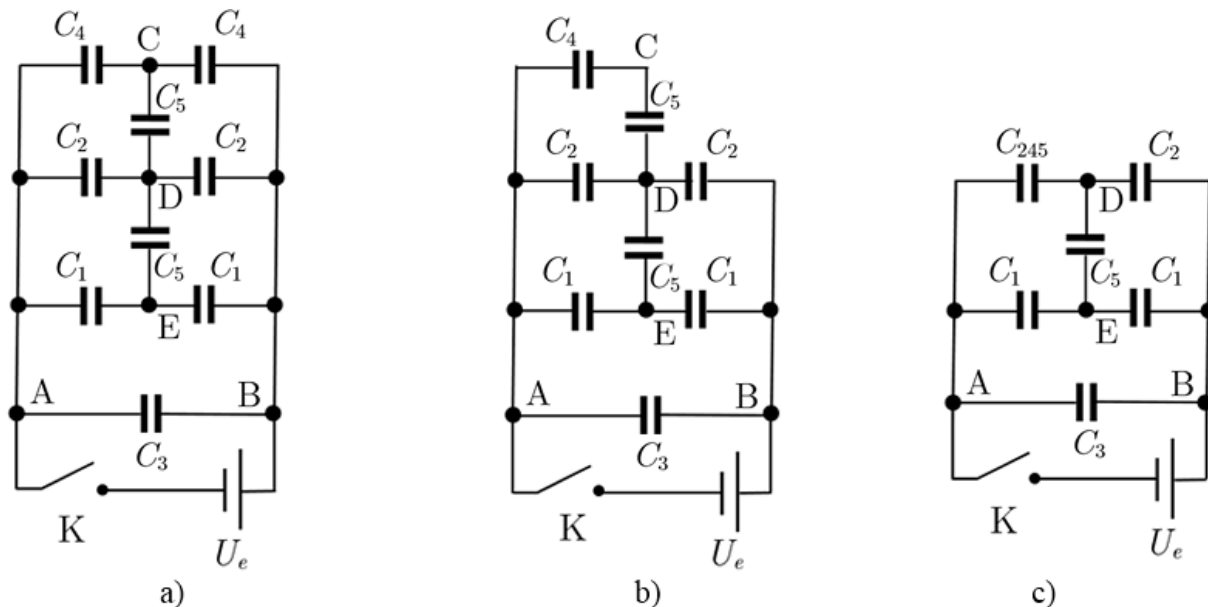 C₄ C C₄
C₅
C₂ C₂
D
C₁ C₅ C₁
E
A B
C₃
K
Uₑ
a)
C₄ C
C₅
C₂ C₂
D
C₁ C₅ C₁
E
A B
C₃
K
Uₑ
b)
C₂₄₅ C₂
D
C₁ C₅ C₁
E
A B
C₃
K
Uₑ
c)